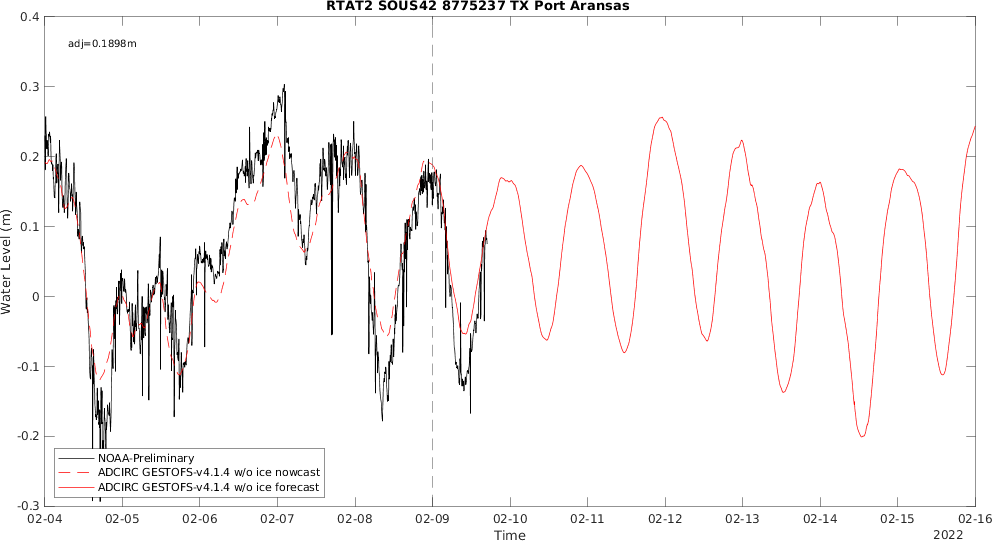 RTAT2 SOUS42 8775237 TX Port Aransas
adj=0.1898m
Water Level (m)
0.4
0.3
0.2
0.1
0
-0.1
-0.2
-0.3
NOAA-Preliminary
ADCIRC GESTOFS-v4.1.4 w/o ice nowcast
ADCIRC GESTOFS-v4.1.4 w/o ice forecast
02-04 02-05 02-06 02-07 02-08 02-09 02-10 02-11 02-12 02-13 02-14 02-15 02-16
Time
2022